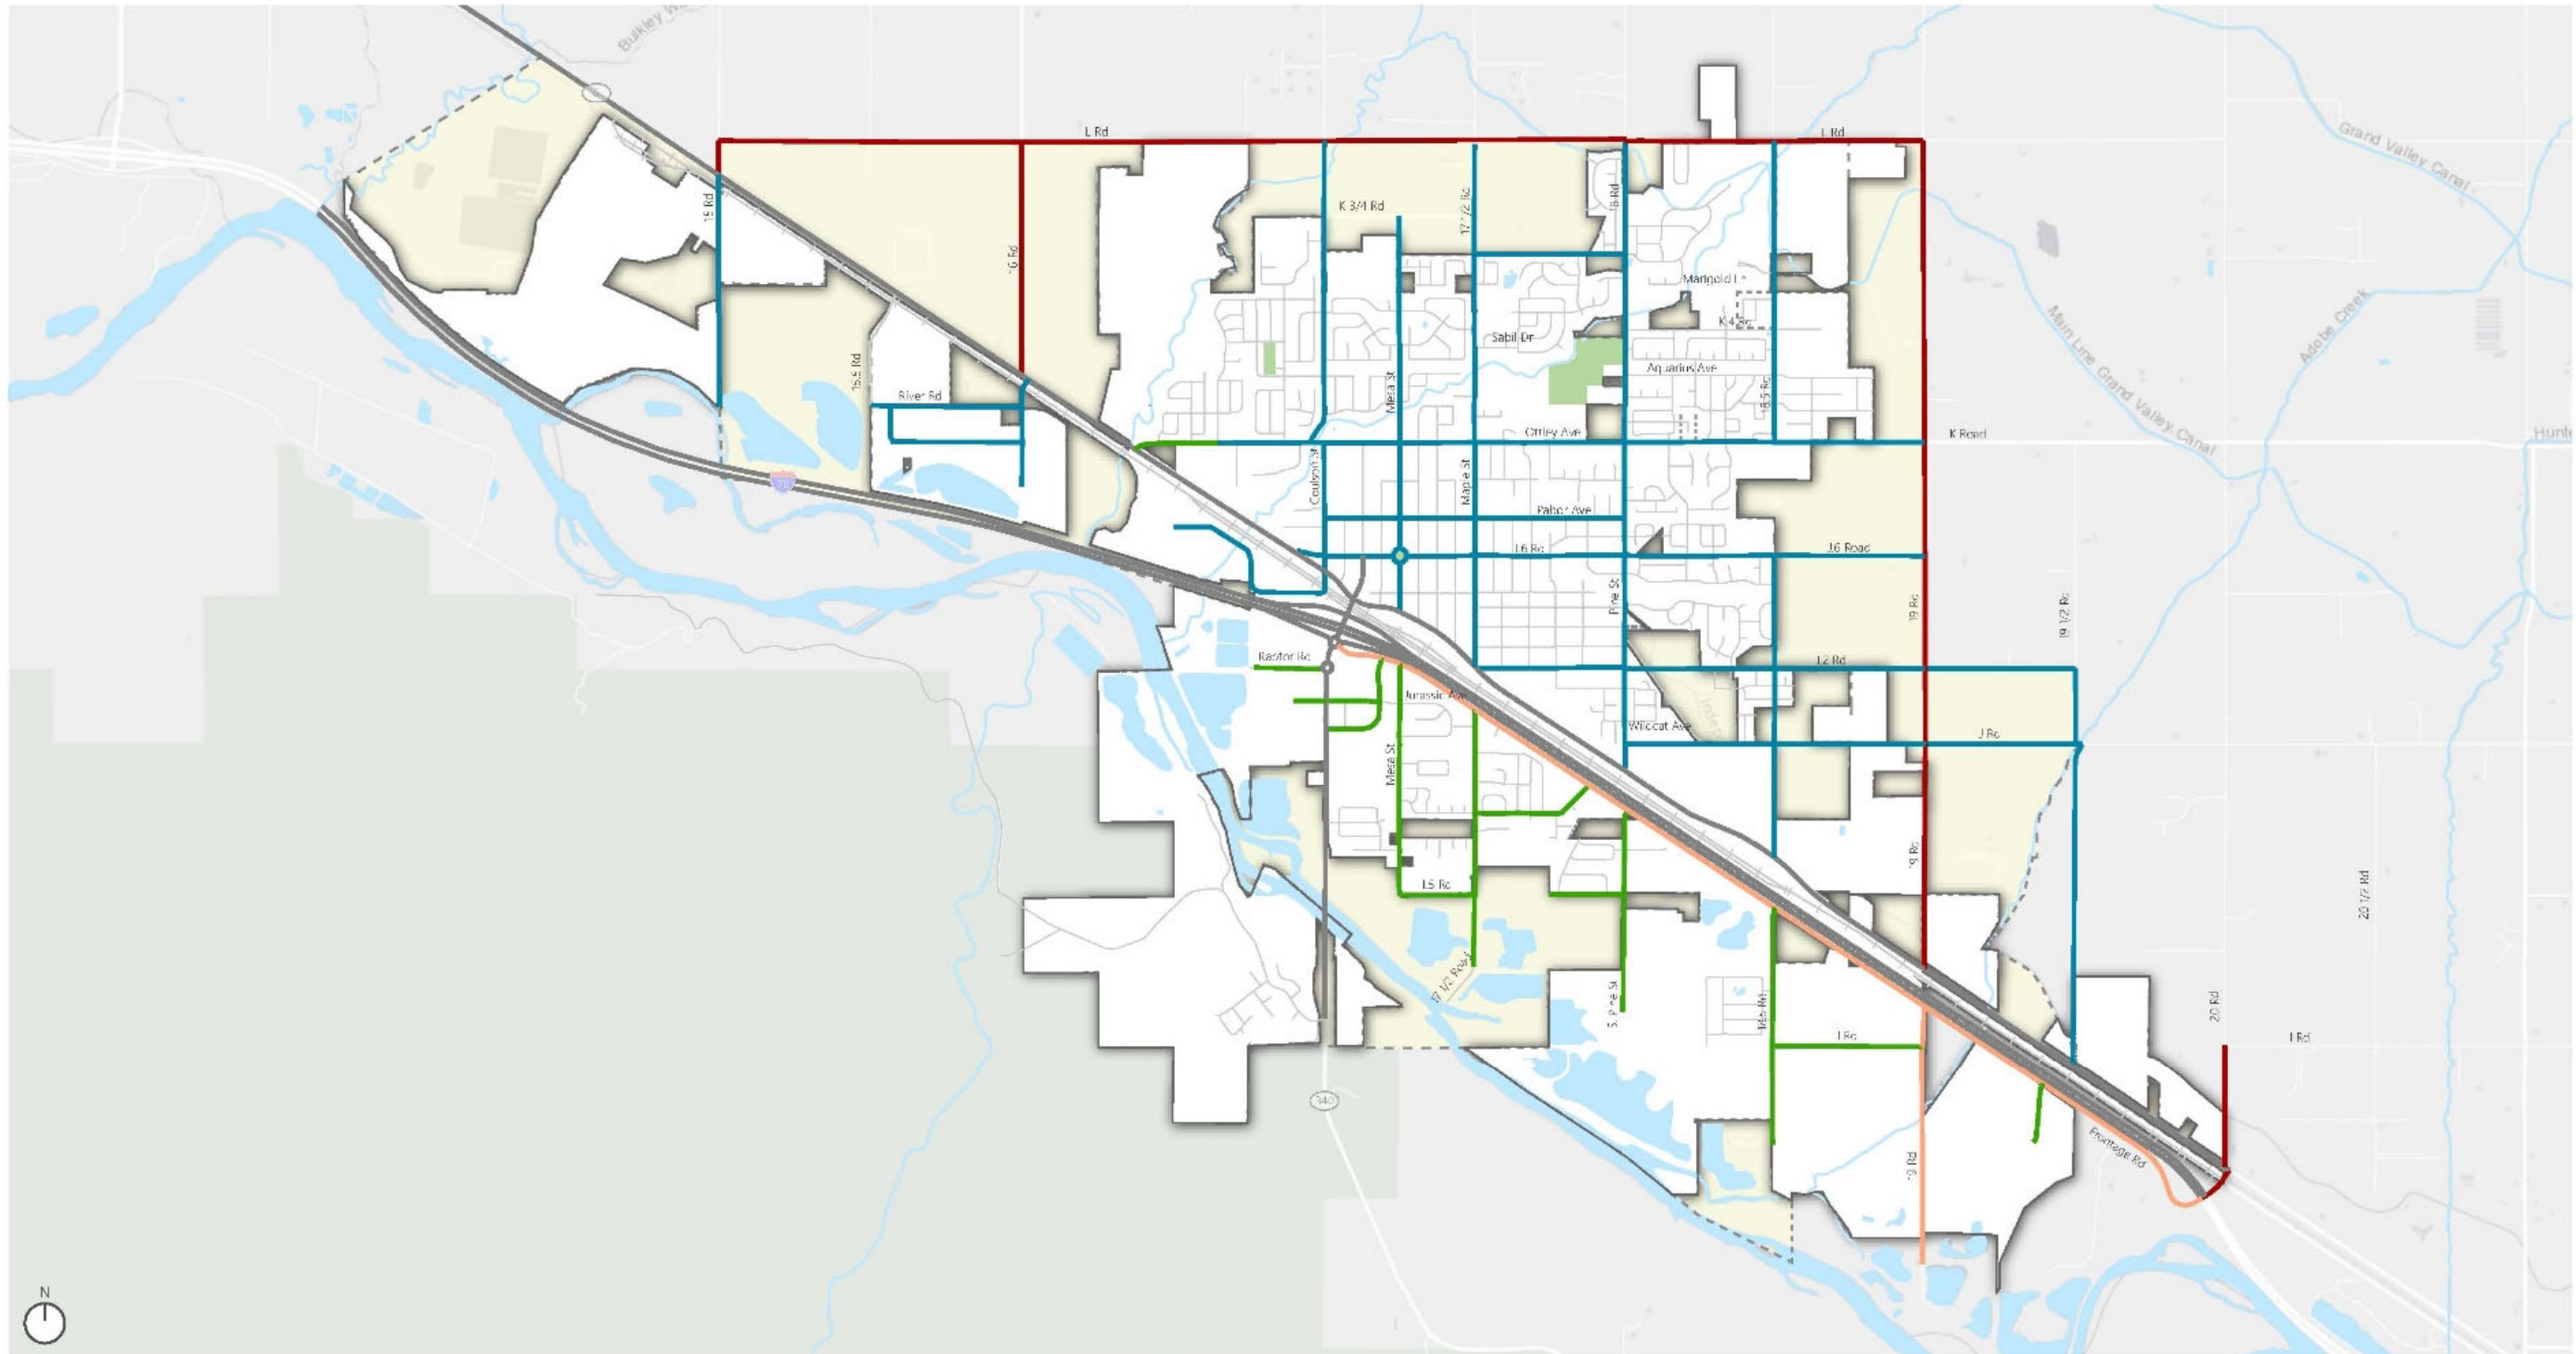 L Rd
L Rd
Grand Valley Canal
15 Rd
K 3/4 Rd
17 1/2 Rd
18 Rd
16 Rd
Marigold Ln
K.4 Rd
Sabil Dr
Main Line Grand Valley Canal
Adobe Creek
Aquarius Ave
River Rd
Mesa St
18.5 Rd
Ottley Ave
K Road
Coulson St
Maple St
Pabor Ave
J.6 Rd
J.6 Road
Pine St
19 Rd
19 1/2 Rd
Raptor Rd
J.2 Rd
Jurassic Ave
Wildcat Ave
J Rd
Mesa St
19 Rd
20 1/2 Rd
I.5 Rd
17 1/2 Road
S. Pine St
20 Rd
I Rd
I Rd
340
Frontage Rd
19 Rd
N